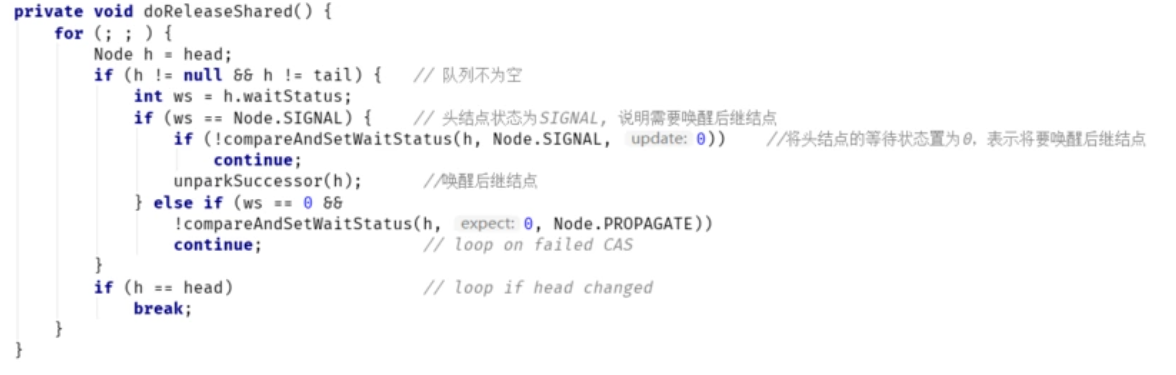 private void doReleaseShared() {
    for (; ; ) {
        Node h = head;
        if (h != null && h != tail) {   // 队列不为空
            int ws = h.waitStatus;
            if (ws == Node.SIGNAL) {    // 头结点状态为SIGNAL, 说明需要唤醒后继结点
                if (!compareAndSetWaitStatus(h, Node.SIGNAL, update: 0))    //将头结点的等待状态置为0，表示将要唤醒后继结点
                    continue;
                unparkSuccessor(h);      //唤醒后继结点
            } else if (ws == 0 &&
                !compareAndSetWaitStatus(h, expect: 0, Node.PROPAGATE))
                continue;                // loop on failed CAS
        }
        if (h == head)                   // loop if head changed
            break;
    }
}